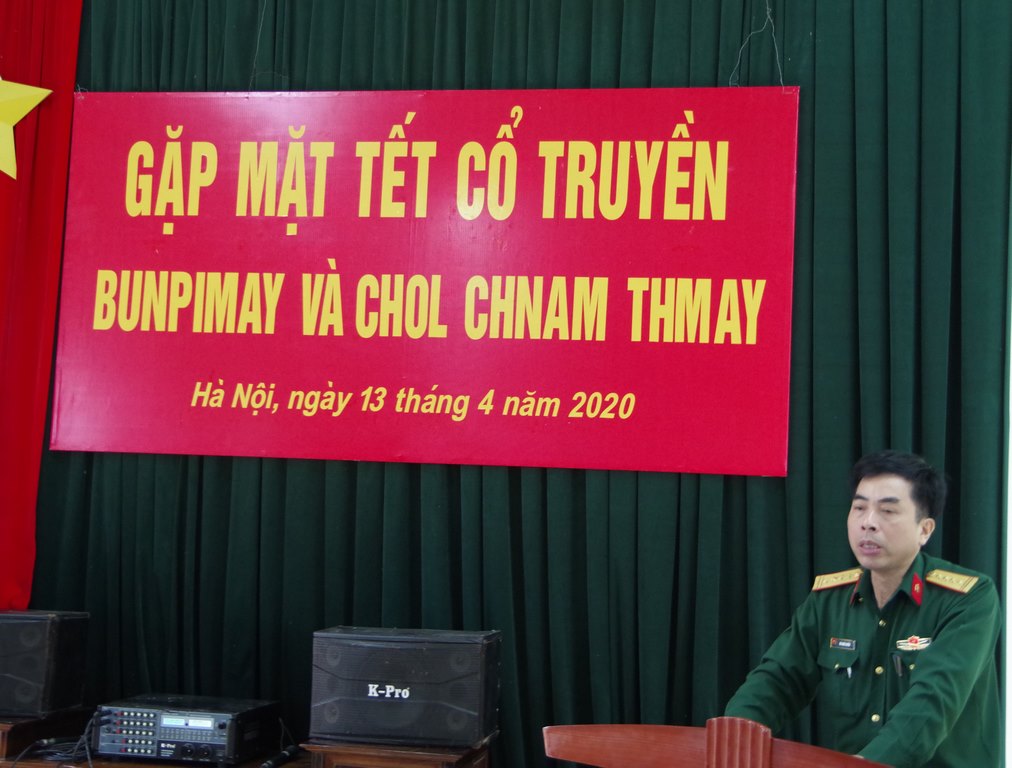 GẶP MẶT TẾT CỔ TRUYỀN
BUNPIMAY VÀ CHOL CHNAM THMAY
Hà Nội, ngày 13 tháng 4 năm 2020
K-Pro
K-Pro